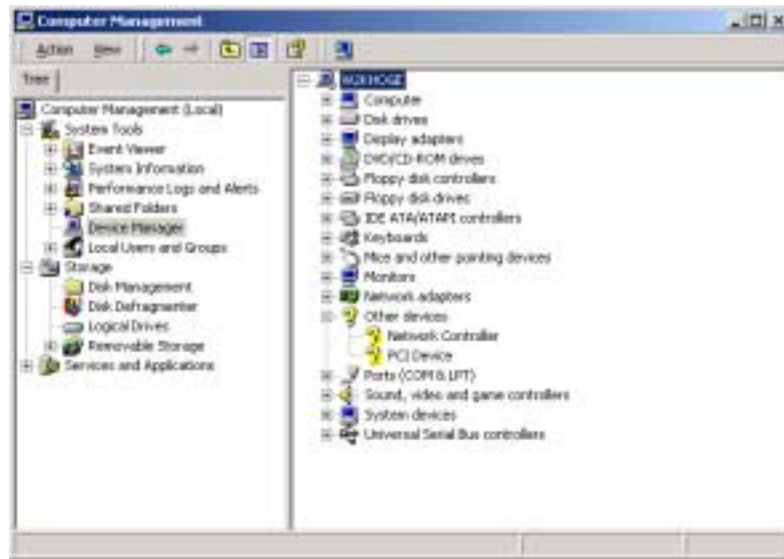 Computer Management
Action View
Tree
Computer Management (Local)
System Tools
Event Viewer
System Information
Performance Logs and Alerts
Shared Folders
Device Manager
Local Users and Groups
Storage
Disk Management
Disk Defragmenter
Logical Drives
Removable Storage
Services and Applications
Computer
Disk drives
Display adapters
DVD/CD-ROM drives
Floppy disk controllers
Floppy disk drives
IDE ATA/ATAPI controllers
Keyboards
Mice and other pointing devices
Monitors
Network adapters
Other devices
Network Controller
PCI Device
Ports (COM & LPT)
Sound, video and game controllers
System devices
Universal Serial Bus controllers